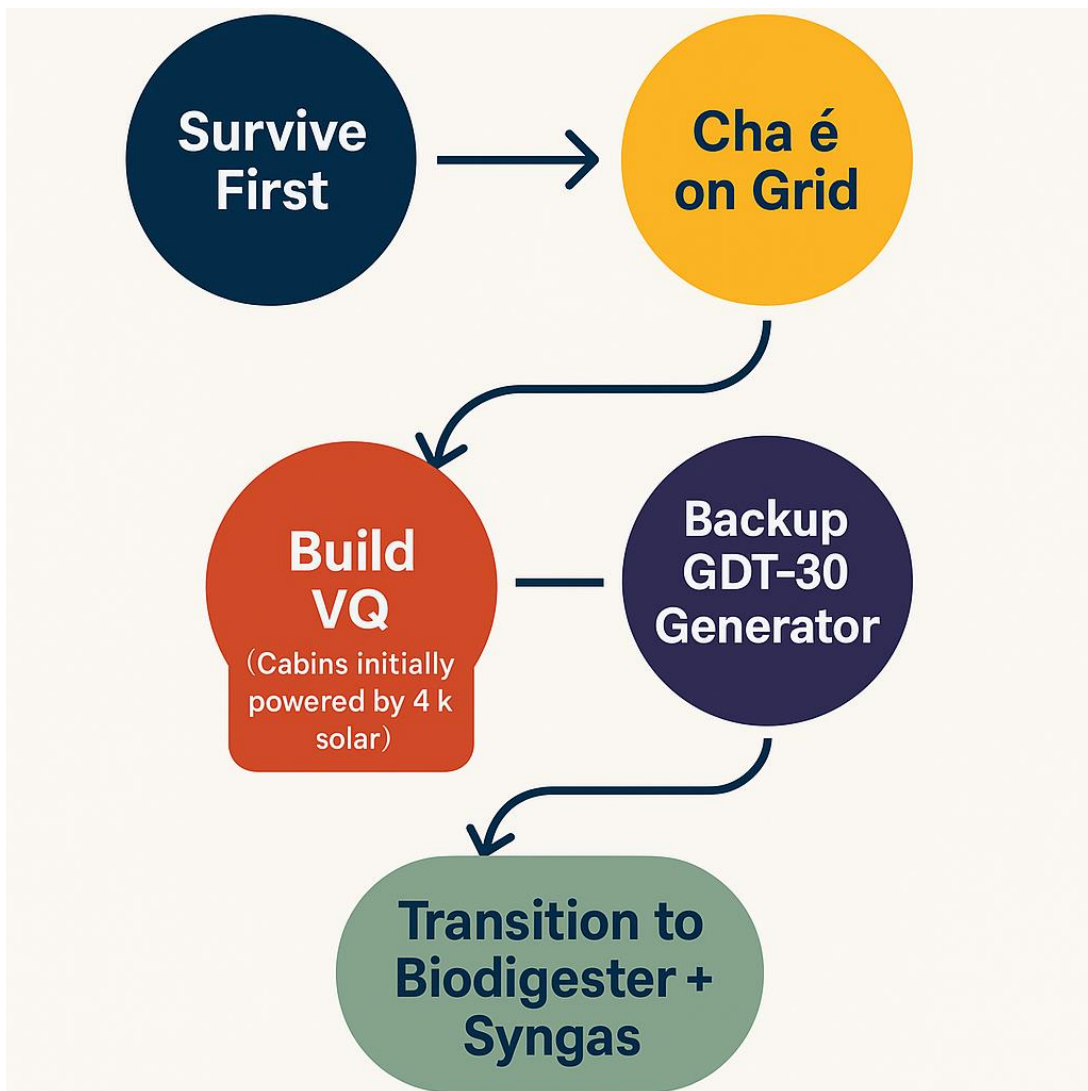 Survive
First
Cha é
on Grid
Build
VQ
(Cabins initially
powered by 4 k
solar)
Backup
GDT-30
Generator
Transition to
Biodigester +
Syngas